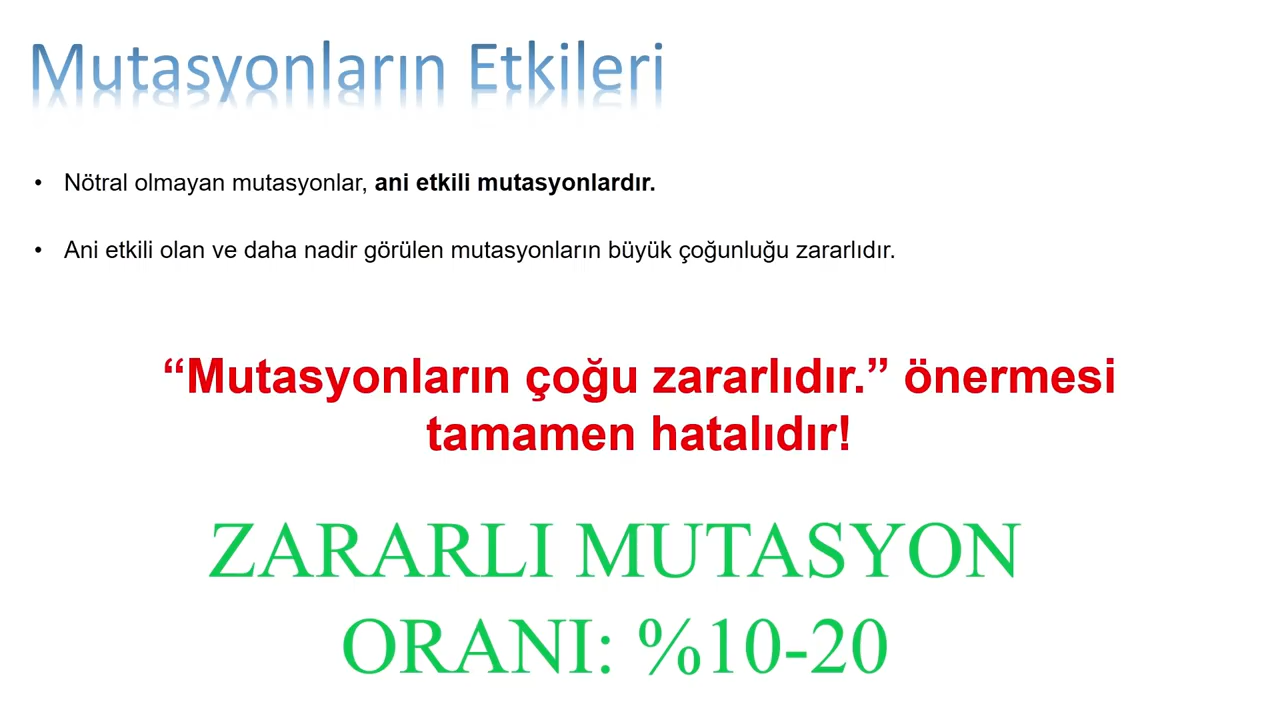 Mutasyonların Etkileri
• Nötral olmayan mutasyonlar, ani etkili mutasyonlardır.
• Ani etkili olan ve daha nadir görülen mutasyonların büyük çoğunluğu zararlıdır.
“Mutasyonların çoğu zararlıdır.” önermesi
tamamen hatalıdır!
ZARARLI MUTASYON
ORANI: %10-20